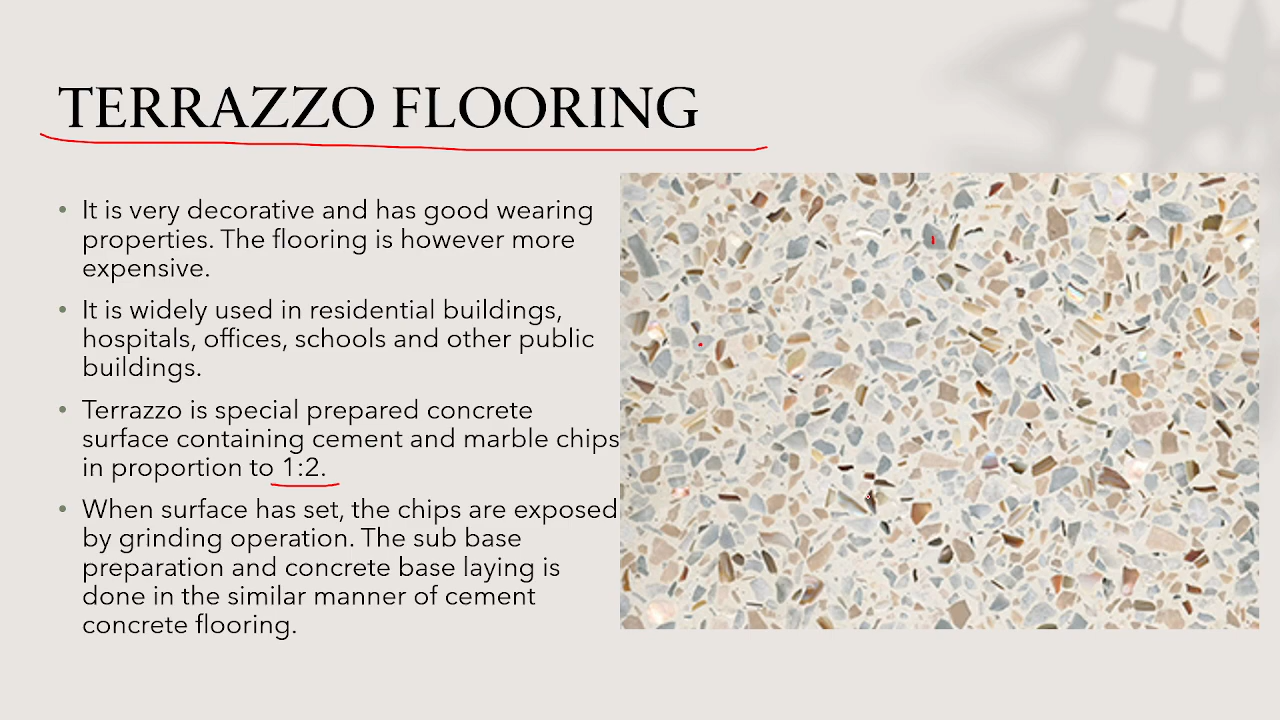 TERRAZZO FLOORING
• It is very decorative and has good wearing
properties. The flooring is however more
expensive.
• It is widely used in residential buildings,
hospitals, offices, schools and other public
buildings.
• Terrazzo is special prepared concrete
surface containing cement and marble chips
in proportion to 1:2.
• When surface has set, the chips are exposed
by grinding operation. The sub base
preparation and concrete base laying is
done in the similar manner of cement
concrete flooring.